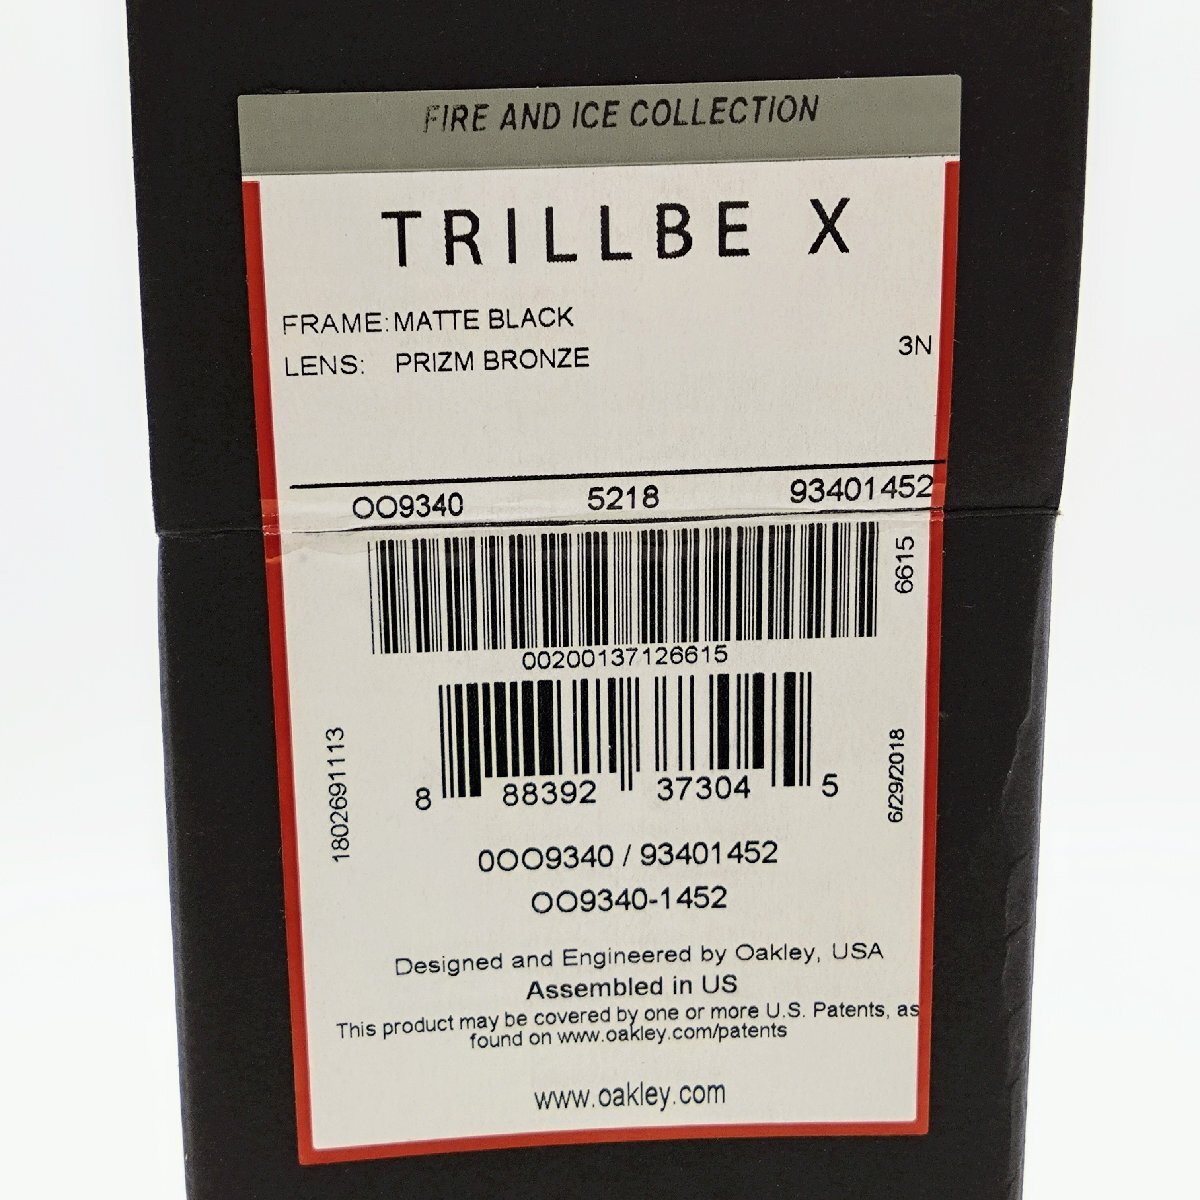 FIRE AND ICE COLLECTION
TRILLBE X
FRAME: MATTE BLACK
LENS: PRIZM BRONZE
3N
OO9340 5218 93401452
6615
00200137126615
1802691113
8 88392 37304 5
6/29/2018
0OO9340 / 93401452
OO9340-1452
Designed and Engineered by Oakley, USA
Assembled in US
This product may be covered by one or more U.S. Patents, as
found on www.oakley.com/patents
www.oakley.com